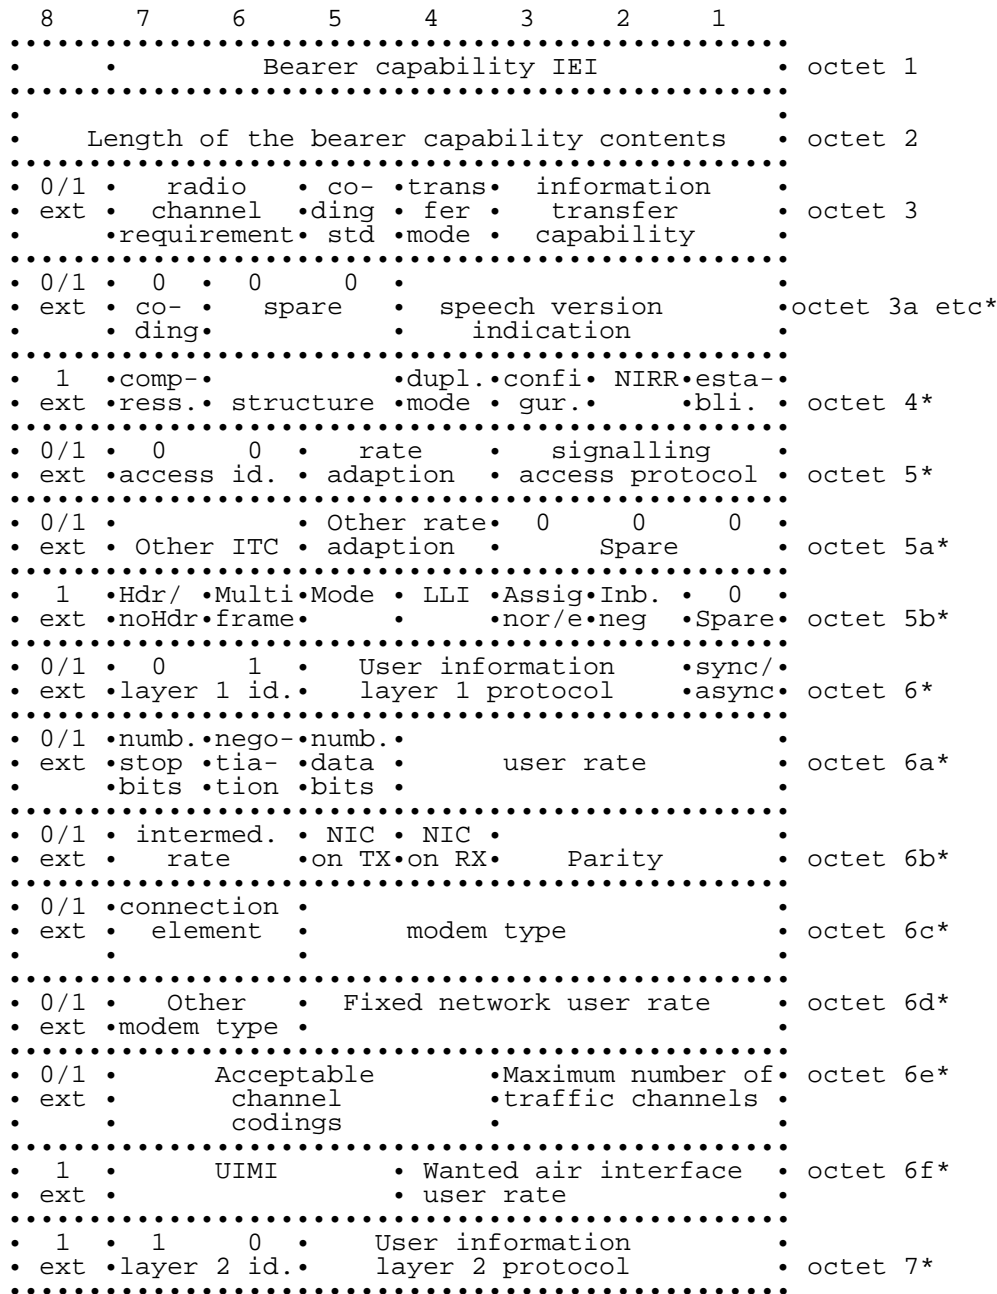 8 7 6 5 4 3 2 1
Bearer capability IEI octet 1
Length of the bearer capability contents octet 2
0/1 radio co- trans information
ext channel ding fer transfer octet 3
requirement std mode capability
0/1 0 0 0
ext co- spare speech version octet 3a etc*
ding indication
1 comp- dupl. confi NIRR esta-
ext ress. structure mode gur. bli. octet 4*
0/1 0 0 rate signalling
ext access id. adaption access protocol octet 5*
0/1 Other rate 0 0 0
ext Other ITC adaption Spare octet 5a*
1 Hdr/ Multi Mode LLI Assig Inb. 0
ext noHdr frame nor/e neg Spare octet 5b*
0/1 0 1 User information sync/
ext layer 1 id. layer 1 protocol async octet 6*
0/1 numb. nego- numb.
ext stop tia- data user rate octet 6a*
bits tion bits
0/1 intermed. NIC NIC
ext rate on TX on RX Parity octet 6b*
0/1 connection
ext element modem type octet 6c*
0/1 Other Fixed network user rate octet 6d*
ext modem type
0/1 Acceptable Maximum number of octet 6e*
ext channel traffic channels
codings
1 UIMI Wanted air interface octet 6f*
ext user rate
1 1 0 User information
ext layer 2 id. layer 2 protocol octet 7*